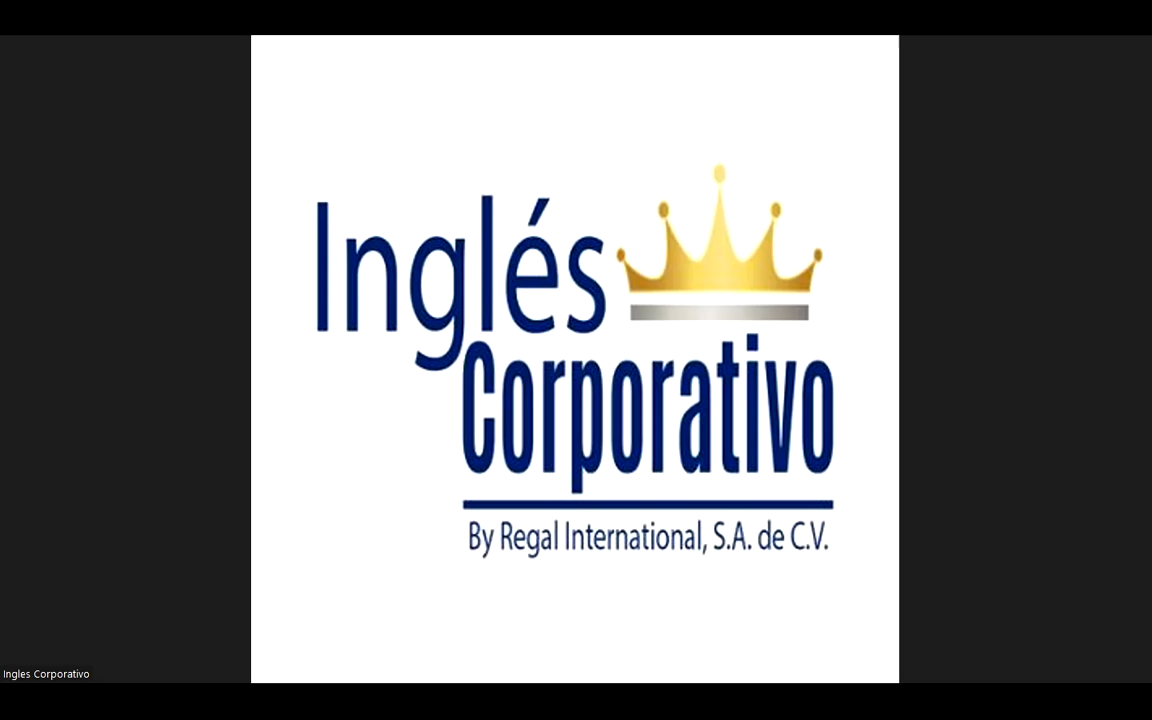 Inglés
Corporativo
By Regal International, S.A. de C.V.
Ingles Corporativo